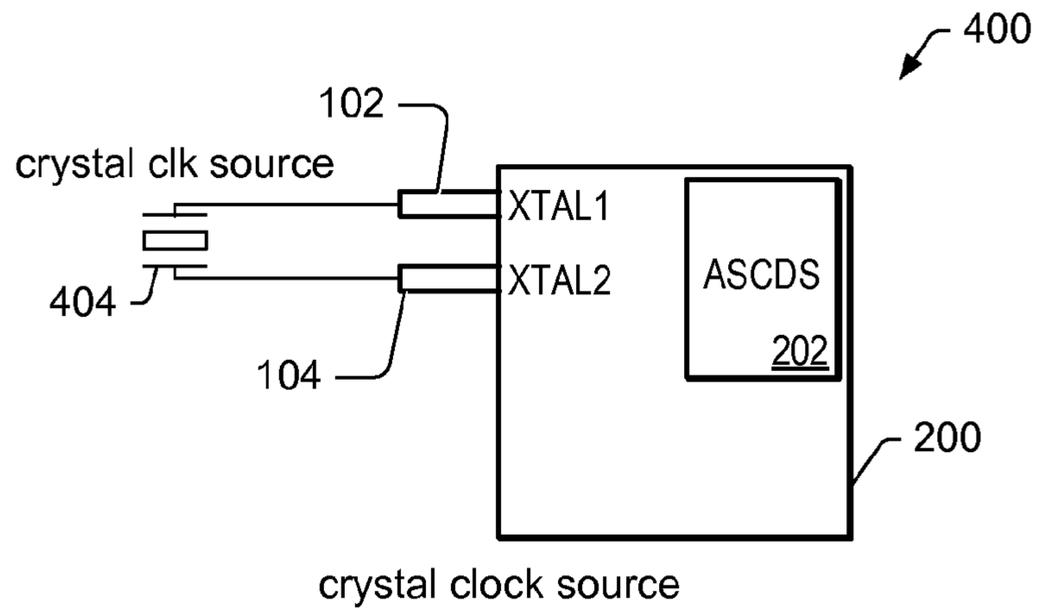 400
102
crystal clk source
XTAL1
XTAL2
ASCDS
202
404
104
200
crystal clock source